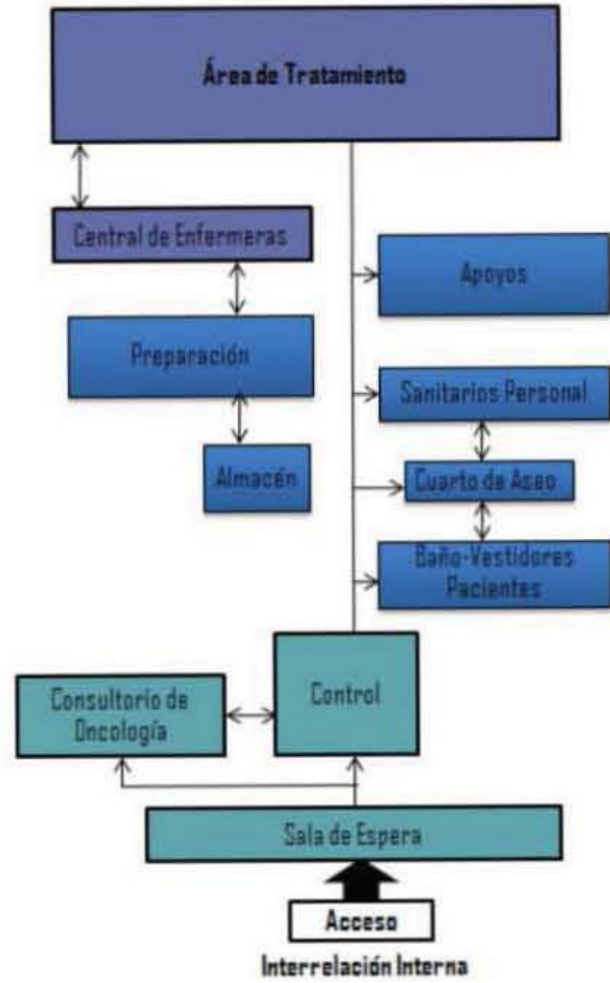 Área de Tratamiento
Central de Enfermeras
Apoyos
Preparación
Sanitarios Personal
Almacén
Cuarto de Aseo
Baño-Vestidores
Pacientes
Consultorio de
Oncología
Control
Sala de Espera
Acceso
Interrelación Interna